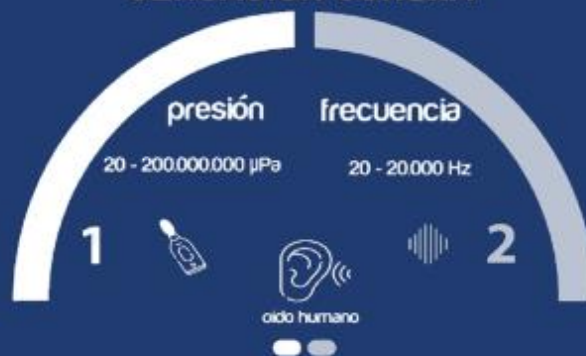 presión frecuencia
20 - 200.000.000 µPa 20 - 20.000 Hz
1 2
oido humano